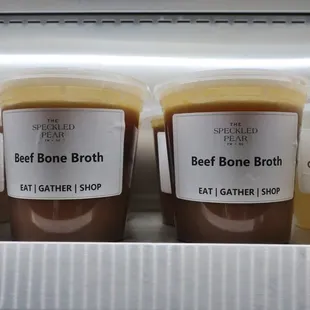 THE
SPECKLED
PEAR
Beef Bone Broth
EAT | GATHER | SHOP
THE
SPECKLED
PEAR
Beef Bone Broth
EAT | GATHER | SHOP